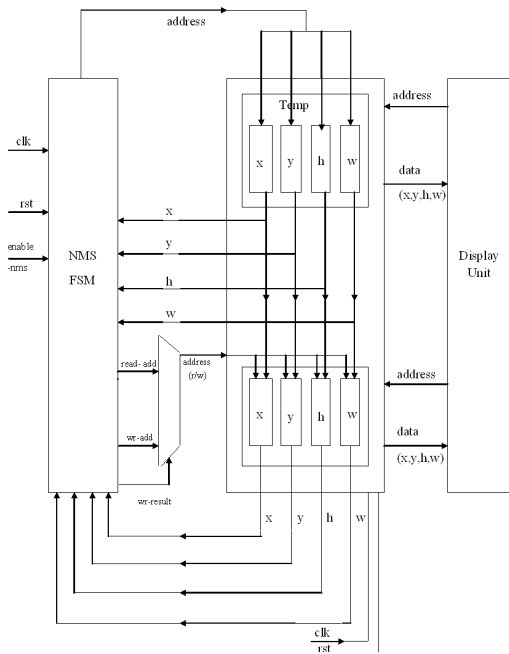 address
Temp
address
clk
x
y
h
w
data
(x,y,h,w)
rst
x
y
enable
-nms
NMS
FSM
h
Display
Unit
w
read- add
address
(r/w)
address
wr-add
x
y
h
w
data
(x,y,h,w)
wr-result
x
y
h
w
clk
rst